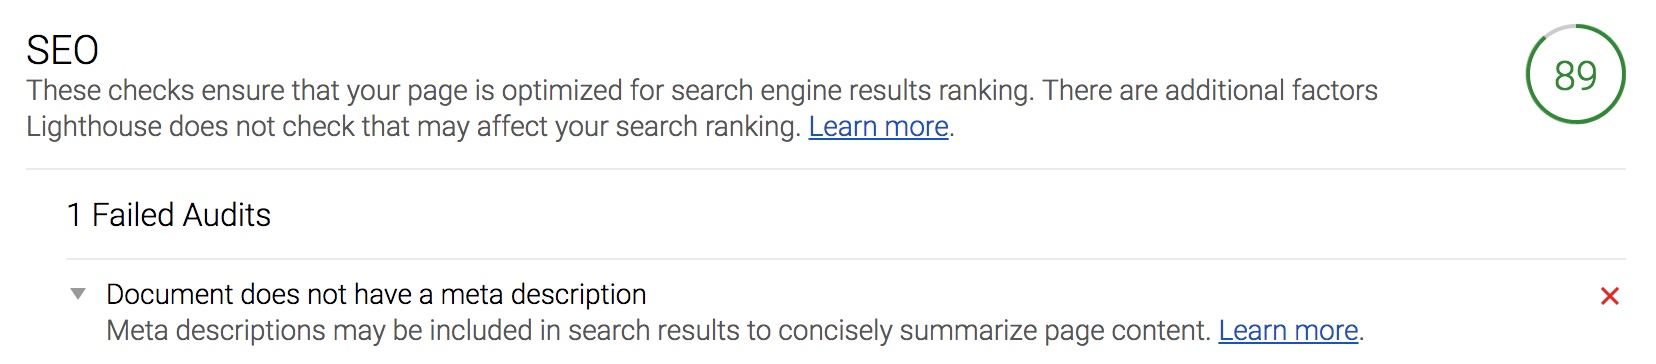 SEO
89
These checks ensure that your page is optimized for search engine results ranking. There are additional factors
Lighthouse does not check that may affect your search ranking. Learn more.
1 Failed Audits
Document does not have a meta description
Meta descriptions may be included in search results to concisely summarize page content. Learn more.